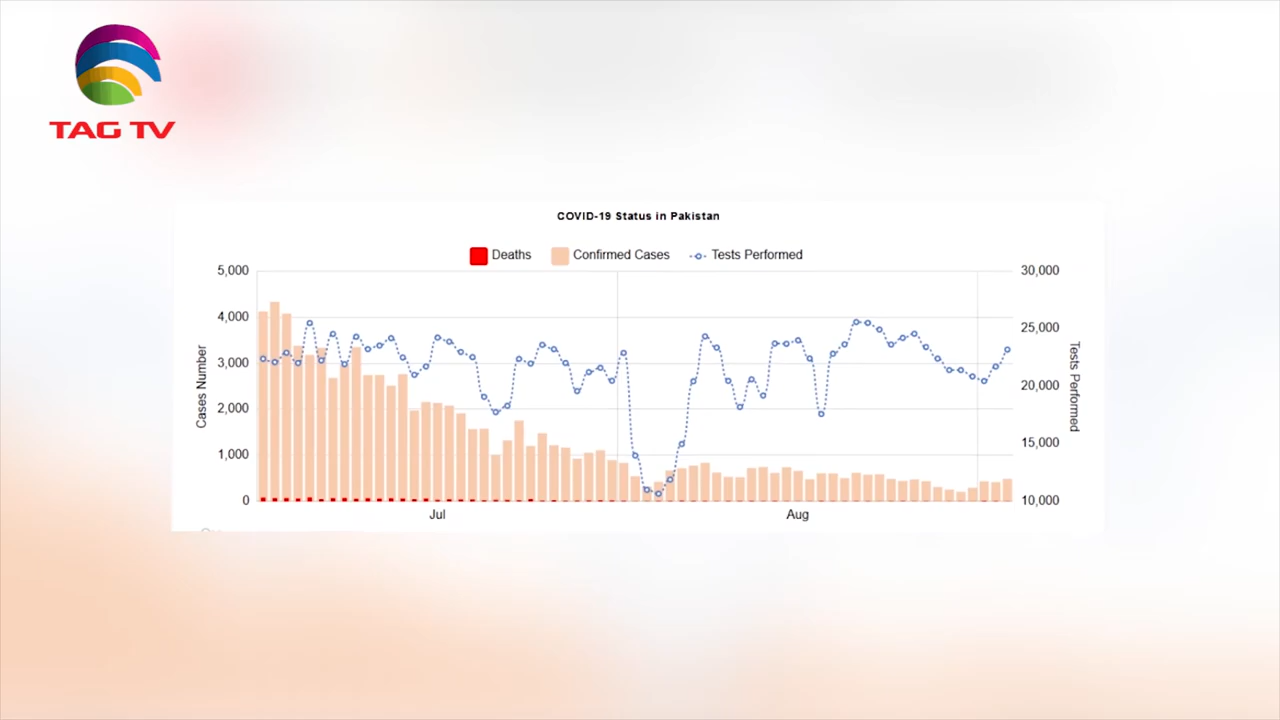 TAG TV
COVID-19 Status in Pakistan
Deaths Confirmed Cases Tests Performed
5,000 30,000
4,000 25,000
3,000 20,000
2,000 15,000
1,000 10,000
0
Cases Number
Tests Performed
Jul Aug